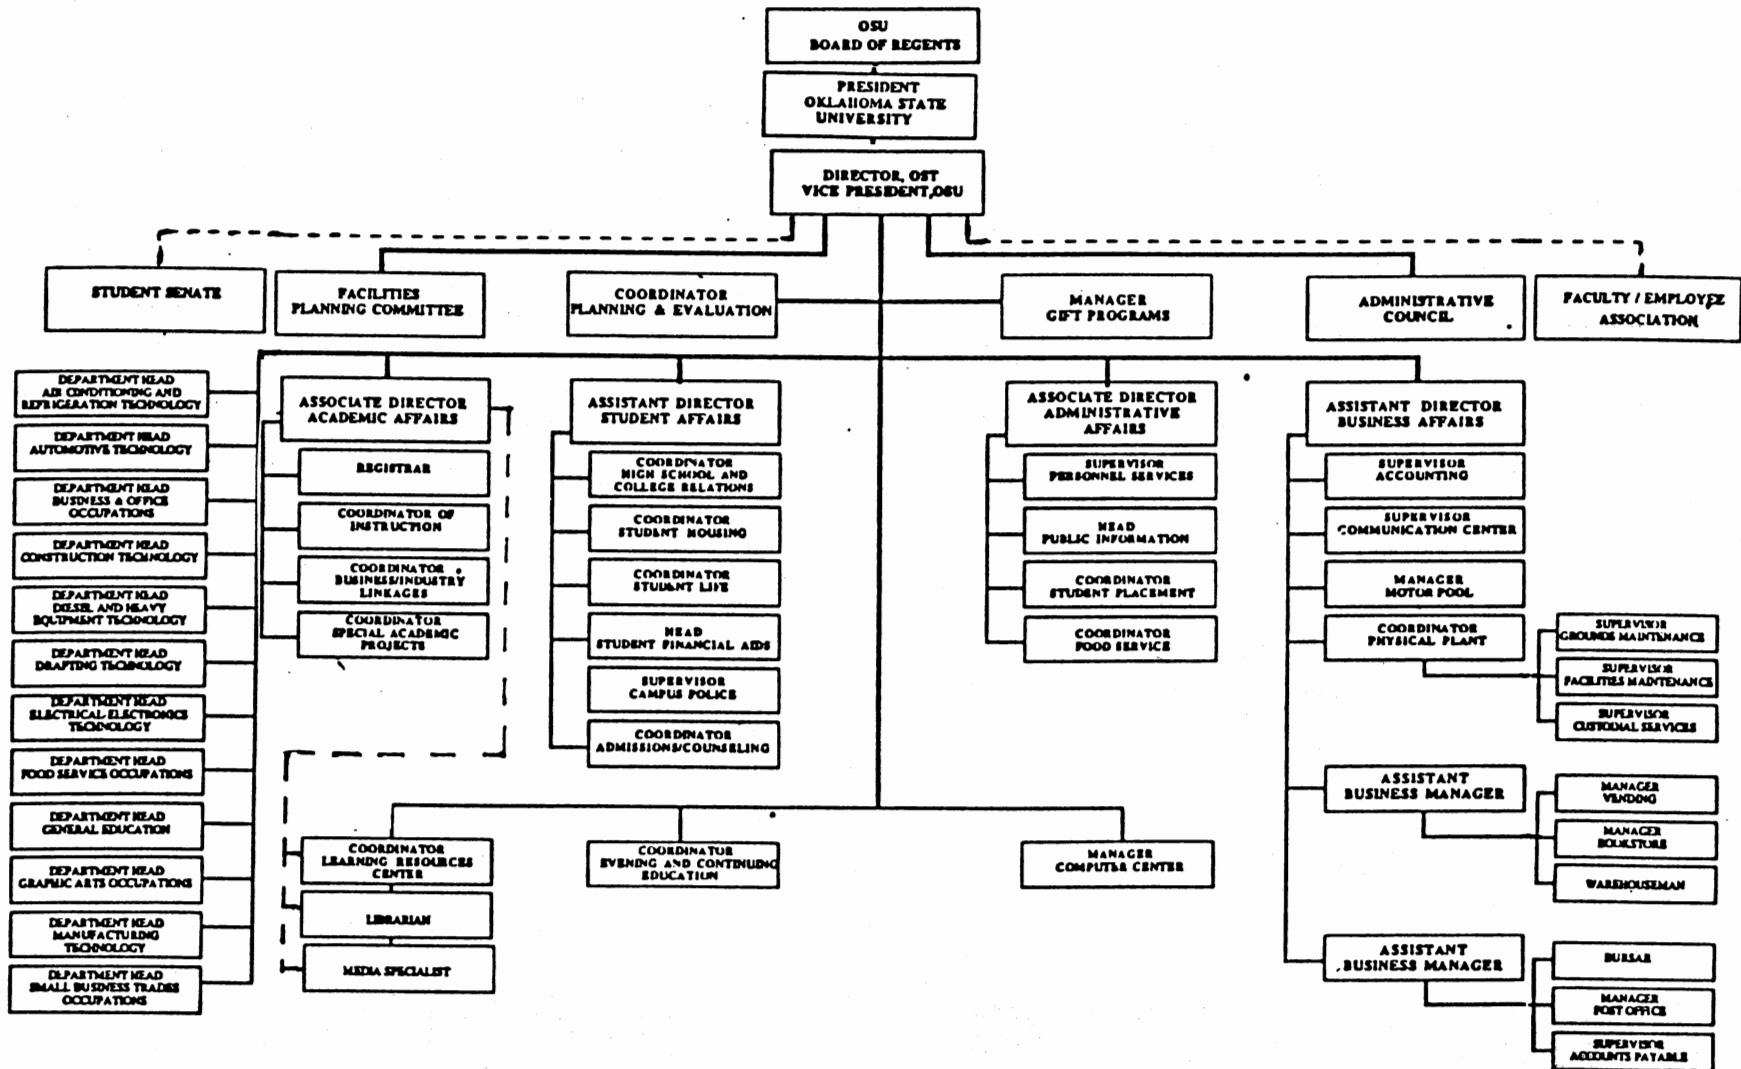 OSU
BOARD OF REGENTS
PRESIDENT
OKLAHOMA STATE
UNIVERSITY
DIRECTOR, OST
VICE PRESIDENT,OSU
STUDENT SENATE
FACILITIES
PLANNING COMMITTEE
COORDINATOR
PLANNING & EVALUATION
MANAGER
GIFT PROGRAMS
ADMINISTRATIVE
COUNCIL
FACULTY / EMPLOYEE
ASSOCIATION
DEPARTMENT HEAD
AIR CONDITIONING AND
REFRIGERATION TECHNOLOGY
DEPARTMENT HEAD
AUTOMOTIVE TECHNOLOGY
DEPARTMENT HEAD
BUSINESS & OFFICE
OCCUPATIONS
DEPARTMENT HEAD
CONSTRUCTION TECHNOLOGY
DEPARTMENT HEAD
DIESEL AND HEAVY
EQUIPMENT TECHNOLOGY
DEPARTMENT HEAD
DRAFTING TECHNOLOGY
DEPARTMENT HEAD
ELECTRICAL-ELECTRONICS
TECHNOLOGY
DEPARTMENT HEAD
FOOD SERVICE OCCUPATIONS
DEPARTMENT HEAD
GENERAL EDUCATION
DEPARTMENT HEAD
GRAPHIC ARTS OCCUPATIONS
DEPARTMENT HEAD
MANUFACTURING
TECHNOLOGY
DEPARTMENT HEAD
SMALL BUSINESS TRADES
OCCUPATIONS
ASSOCIATE DIRECTOR
ACADEMIC AFFAIRS
REGISTRAR
COORDINATOR OF
INSTRUCTION
COORDINATOR
BUSINESS/INDUSTRY
LINKAGES
COORDINATOR
SPECIAL ACADEMIC
PROJECTS
ASSISTANT DIRECTOR
STUDENT AFFAIRS
COORDINATOR
HIGH SCHOOL AND
COLLEGE RELATIONS
COORDINATOR
STUDENT HOUSING
COORDINATOR
STUDENT LIFE
HEAD
STUDENT FINANCIAL AIDS
SUPERVISOR
CAMPUS POLICE
COORDINATOR
ADMISSIONS/COUNSELING
ASSOCIATE DIRECTOR
ADMINISTRATIVE
AFFAIRS
SUPERVISOR
PERSONNEL SERVICES
HEAD
PUBLIC INFORMATION
COORDINATOR
STUDENT PLACEMENT
COORDINATOR
FOOD SERVICE
ASSISTANT DIRECTOR
BUSINESS AFFAIRS
SUPERVISOR
ACCOUNTING
SUPERVISOR
COMMUNICATION CENTER
MANAGER
MOTOR POOL
COORDINATOR
PHYSICAL PLANT
SUPERVISOR
GROUNDS MAINTENANCE
SUPERVISOR
FACILITIES MAINTENANCE
SUPERVISOR
CUSTODIAL SERVICES
ASSISTANT
BUSINESS MANAGER
MANAGER
VENDING
MANAGER
BOOKSTORE
WAREHOUSEMAN
ASSISTANT
BUSINESS MANAGER
BURSAR
MANAGER
POST OFFICE
SUPERVISOR
ACCOUNTS PAYABLE
COORDINATOR
LEARNING RESOURCES
CENTER
LIBRARIAN
MEDIA SPECIALIST
COORDINATOR
EVENING AND CONTINUING
EDUCATION
MANAGER
COMPUTER CENTER